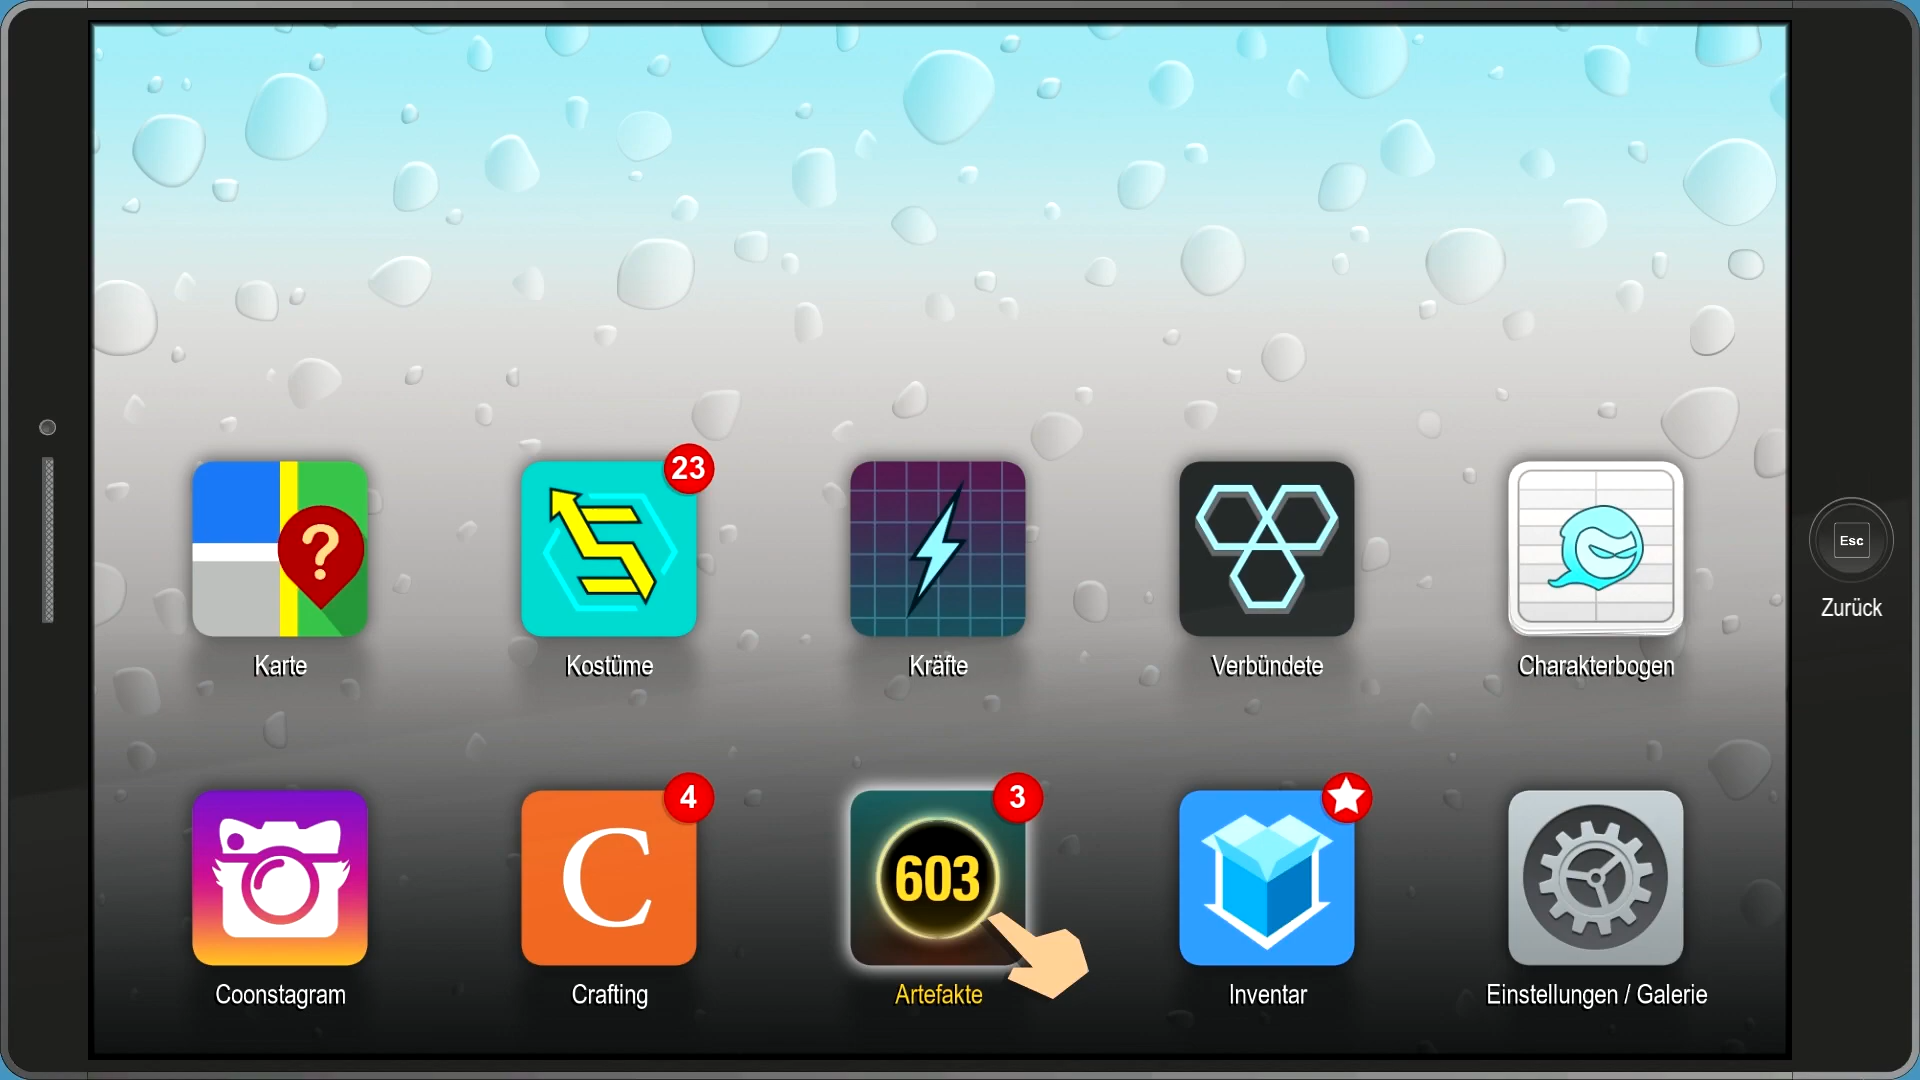 23
Karte
Kostüme
Kräfte
Verbündete
Charakterbogen
Esc
Zurück
4
3
C
603
Coonstagram
Crafting
Artefakte
Inventar
Einstellungen / Galerie
?